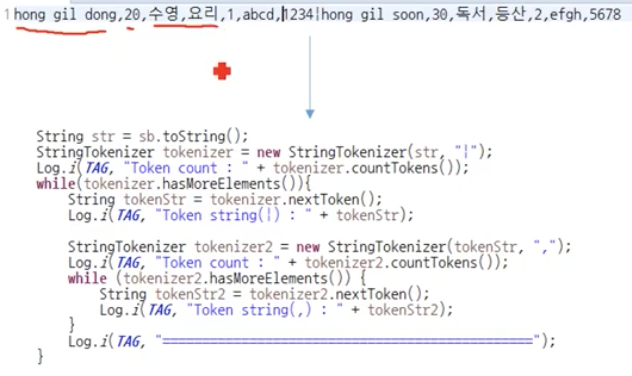 1 hong gil dong,20,수영,요리,1,abcd,1234|hong gil soon,30,독서,등산,2,efgh,5678
String str = sb.toString();
StringTokenizer tokenizer = new StringTokenizer(str, "|");
Log.i(TAG, "Token count : " + tokenizer.countTokens());
while(tokenizer.hasMoreElements()){
String tokenStr = tokenizer.nextToken();
Log.i(TAG, "Token string(|) : " + tokenStr);
StringTokenizer tokenizer2 = new StringTokenizer(tokenStr, ",");
Log.i(TAG, "Token count : " + tokenizer2.countTokens());
while (tokenizer2.hasMoreElements()) {
String tokenStr2 = tokenizer2.nextToken();
Log.i(TAG, "Token string(,) : " + tokenStr2);
}
Log.i(TAG, "==============================================");
}